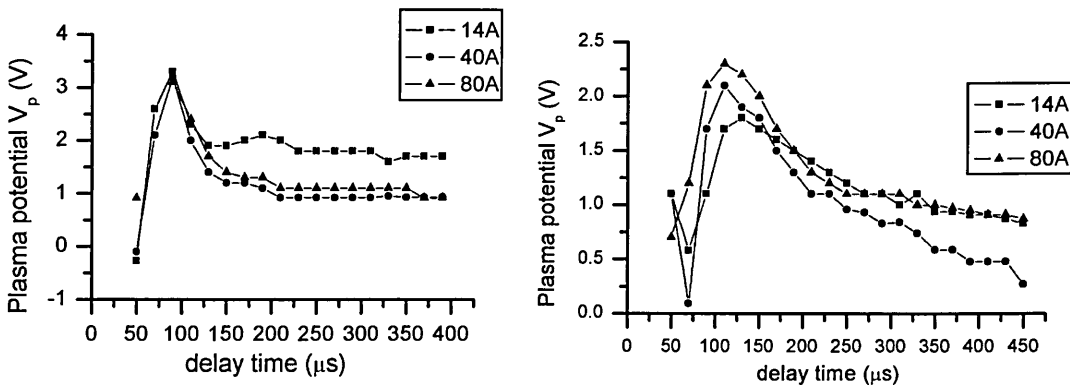 Plasma potential Vp (V)
4
3
2
1
0
-1
0 50 100 150 200 250 300 350 400
delay time (μs)
14A
40A
80A
Plasma potential Vp (V)
2.5
2.0
1.5
1.0
0.5
0.0
0 50 100 150 200 250 300 350 400 450
delay time (μs)
14A
40A
80A